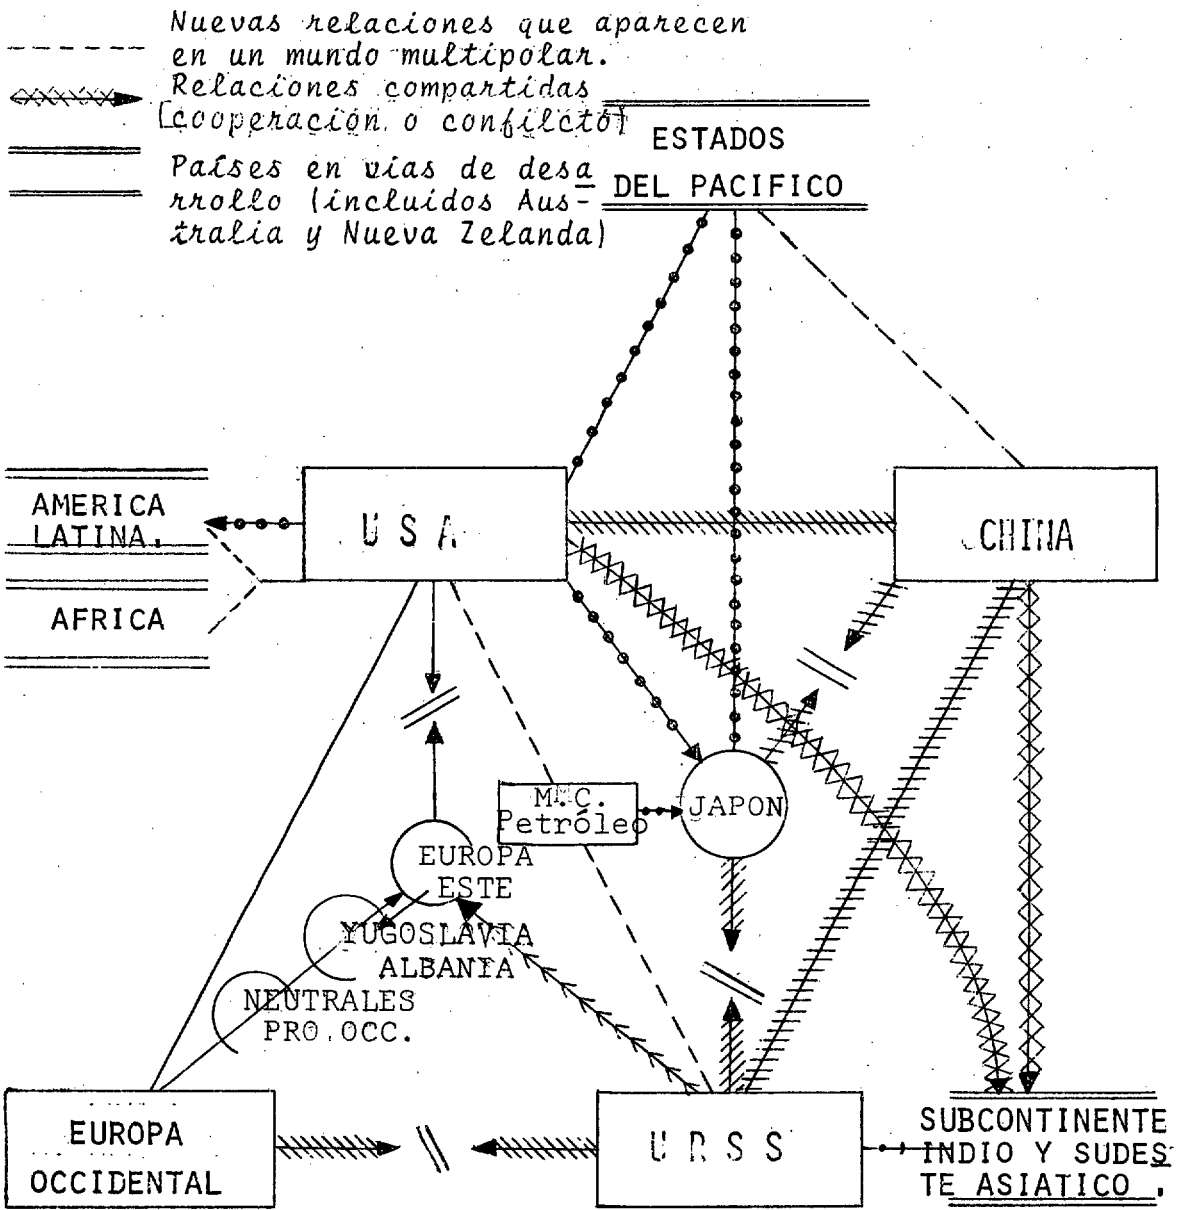 Nuevas relaciones que aparecen
en un mundo multipolar.
Relaciones compartidas
(cooperación o confilcto)
Países en vías de desa
rrollo (incluidos Aus-
tralia y Nueva Zelanda)
ESTADOS
DEL PACIFICO
AMERICA
LATINA.
AFRICA
USA
CHINA
M.C.
Petróleo
JAPON
EUROPA
ESTE
YUGOSLAVIA
ALBANIA
NEUTRALES
PRO.OCC.
EUROPA
OCCIDENTAL
URSS
SUBCONTINENTE
INDIO Y SUDES
TE ASIATICO.